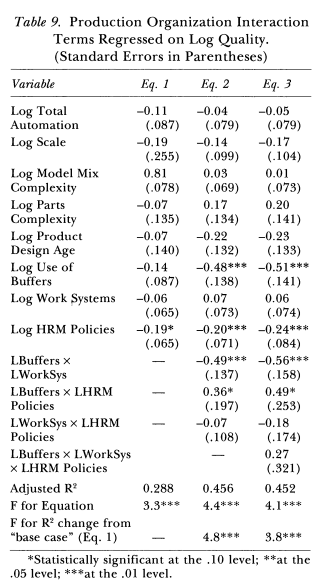 Table 9. Production Organization Interaction
Terms Regressed on Log Quality.
(Standard Errors in Parentheses)
Variable Eq. 1 Eq. 2 Eq. 3
Log Total –0.11 –0.04 –0.05
Automation (.087) (.079) (.079)
Log Scale –0.19 –0.14 –0.17
(.255) (.099) (.104)
Log Model Mix 0.81 0.03 0.01
Complexity (.078) (.069) (.073)
Log Parts –0.07 0.17 0.20
Complexity (.135) (.134) (.141)
Log Product –0.07 –0.22 –0.23
Design Age (.140) (.132) (.133)
Log Use of –0.14 –0.48*** –0.51***
Buffers (.087) (.138) (.141)
Log Work Systems –0.06 0.07 0.06
(.065) (.073) (.074)
Log HRM Policies –0.19* –0.20*** –0.24***
(.065) (.071) (.084)
LBuffers × — –0.49*** –0.56***
LWorkSys (.137) (.158)
LBuffers × LHRM — 0.36* 0.49*
Policies (.197) (.253)
LWorkSys × LHRM — –0.07 –0.18
Policies (.108) (.174)
LBuffers × LWorkSys — 0.27
× LHRM Policies (.321)
Adjusted R² 0.288 0.456 0.452
F for Equation 3.3*** 4.4*** 4.1***
F for R² change from
“base case” (Eq. 1) — 4.8*** 3.8***
*Statistically significant at the .10 level; **at the
.05 level; ***at the .01 level.